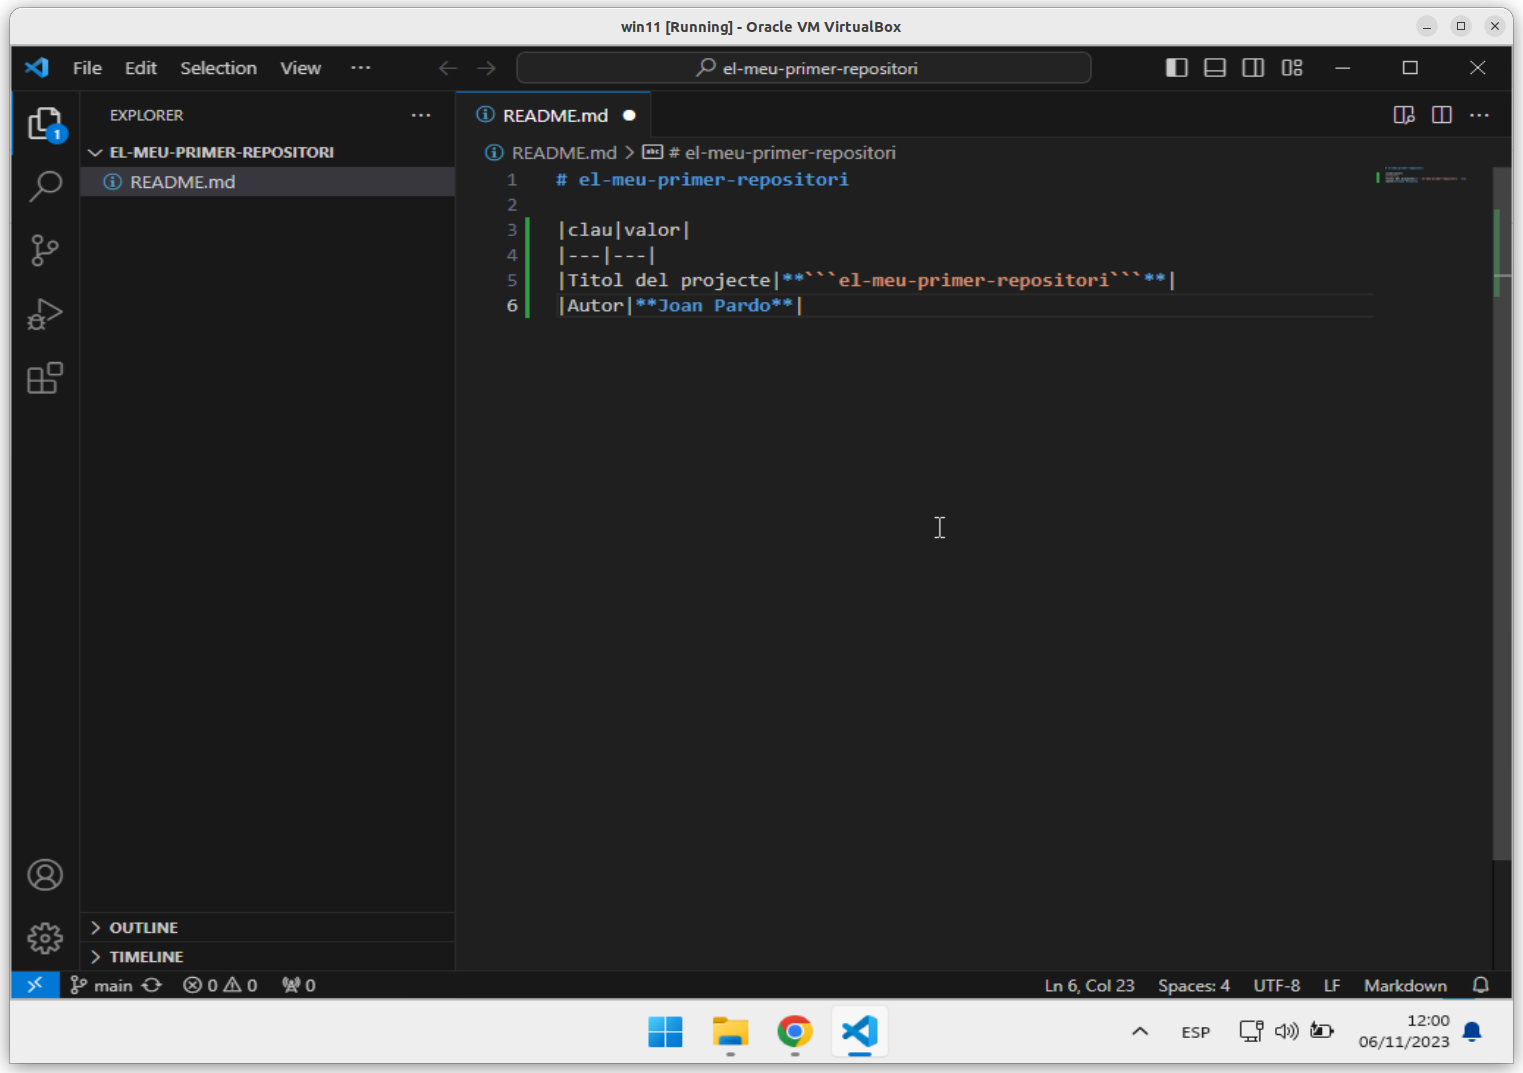 win11 [Running] - Oracle VM VirtualBox
File Edit Selection View ··· el-meu-primer-repositori
EXPLORER ···
EL-MEU-PRIMER-REPOSITORI
README.md
OUTLINE
TIMELINE
1
README.md
README.md > abc # el-meu-primer-repositori
1 # el-meu-primer-repositori
2
3 |clau|valor|
4 |---|---|
5 |Titol del projecte|**```el-meu-primer-repositori```**|
6 |Autor|**Joan Pardo**|
main 0 0 0 Ln 6, Col 23 Spaces: 4 UTF-8 LF Markdown
ESP 12:00
06/11/2023